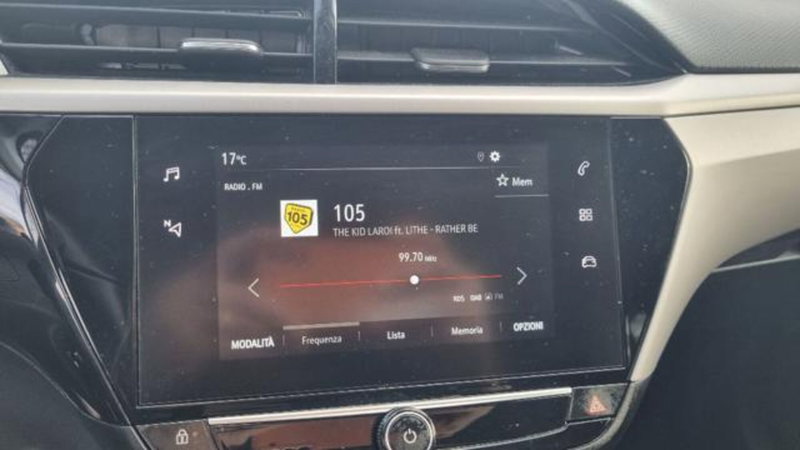 17°C
RADIO . FM
Mem
105
105
THE KID LAROI ft. LITHE - RATHER BE
N
99.70 MHz
RDS DAB FM
MODALITÀ Frequenza Lista Memoria OPZIONI